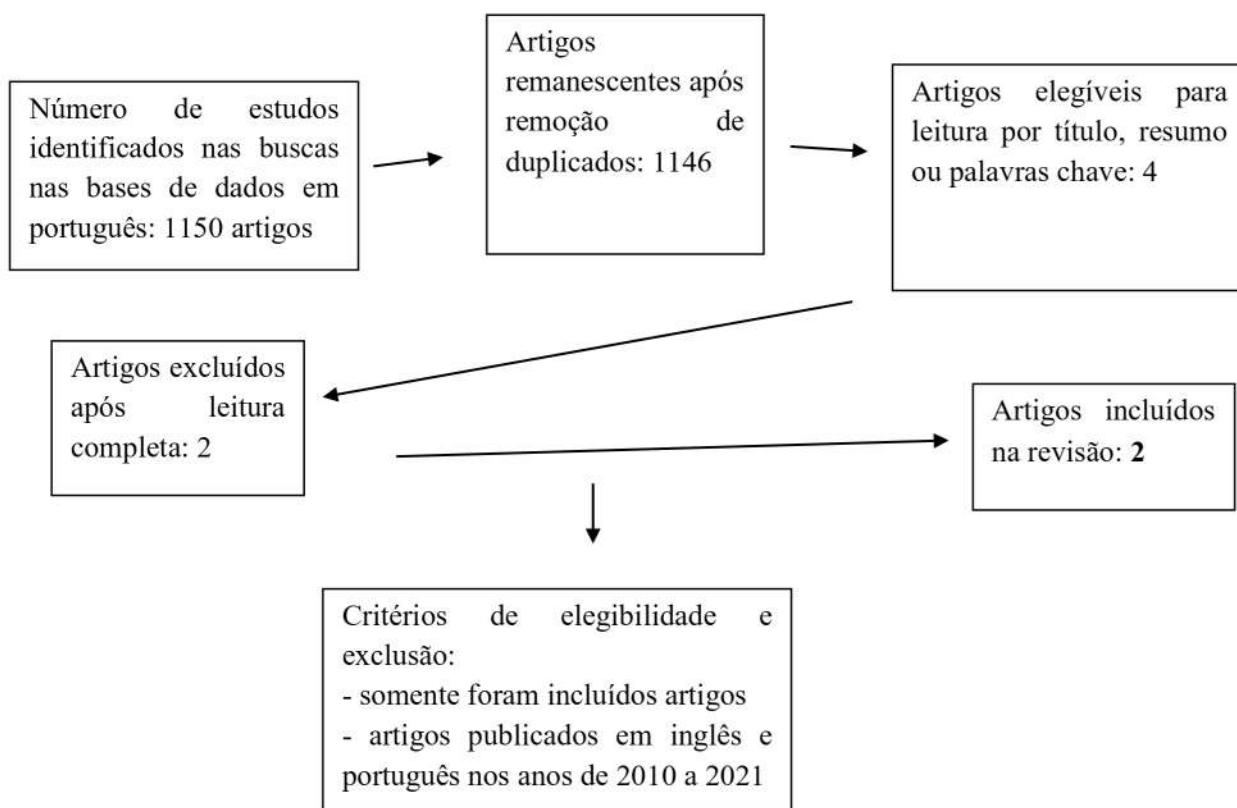 Número de estudos
identificados nas buscas
nas bases de dados em
português: 1150 artigos
Artigos
remanescentes após
remoção de
duplicados: 1146
Artigos elegíveis para
leitura por título, resumo
ou palavras chave: 4
Artigos excluídos
após leitura
completa: 2
Artigos incluídos
na revisão: 2
Critérios de elegibilidade e
exclusão:
- somente foram incluídos artigos
- artigos publicados em inglês e
português nos anos de 2010 a 2021